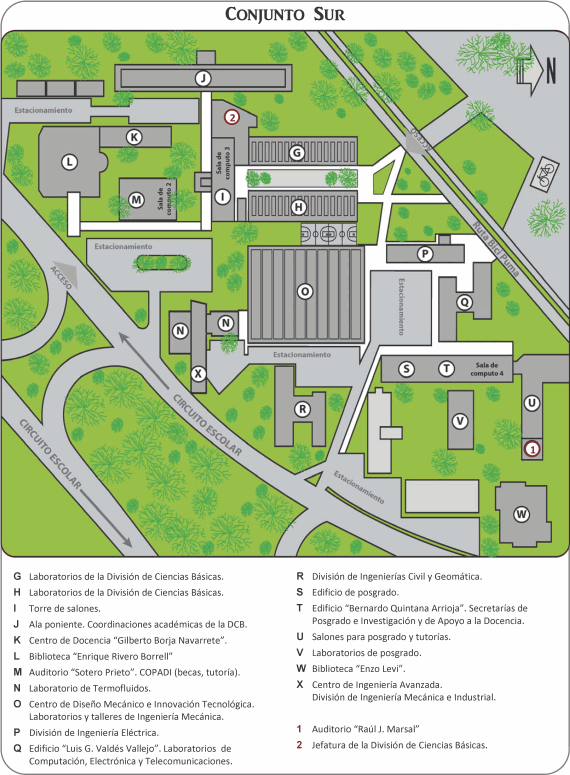 CONJUNTO SUR
N
J
Estacionamiento
2
K
Acceso
L
G
Sala de
computo 3
M
Sala de
computo 2
I
H
Estacionamiento
Ruta Bici Puma
P
ACCESO
O
Estacionamiento
Q
N
N
Estacionamiento
X
S
T
Sala de
computo 4
CIRCUITO ESCOLAR
R
V
U
1
CIRCUITO ESCOLAR
Estacionamiento
W
G Laboratorios de la División de Ciencias Básicas.
H Laboratorios de la División de Ciencias Básicas.
I Torre de salones.
J Ala poniente. Coordinaciones académicas de la DCB.
K Centro de Docencia “Gilberto Borja Navarrete”.
L Biblioteca “Enrique Rivero Borrell”
M Auditorio “Sotero Prieto”. COPADI (becas, tutoría).
N Laboratorio de Termofluidos.
O Centro de Diseño Mecánico e Innovación Tecnológica.
Laboratorios y talleres de Ingeniería Mecánica.
P División de Ingeniería Eléctrica.
Q Edificio “Luis G. Valdés Vallejo”. Laboratorios de
Computación, Electrónica y Telecomunicaciones.
R División de Ingenierías Civil y Geomática.
S Edificio de posgrado.
T Edificio “Bernardo Quintana Arrioja”. Secretarías de
Posgrado e Investigación y de Apoyo a la Docencia.
U Salones para posgrado y tutorías.
V Laboratorios de posgrado.
W Biblioteca “Enzo Levi”.
X Centro de Ingeniería Avanzada.
División de Ingeniería Mecánica e Industrial.
1 Auditorio “Raúl J. Marsal”
2 Jefatura de la División de Ciencias Básicas.